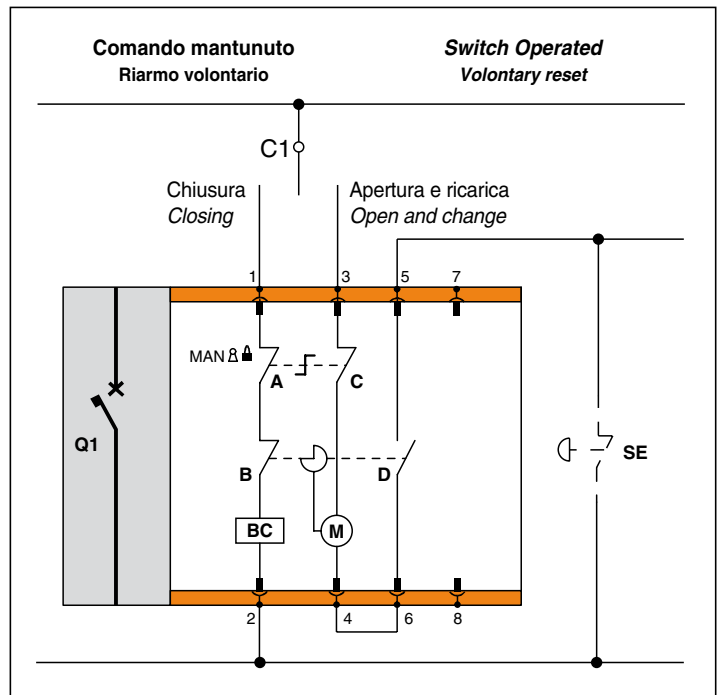 Comando mantunuto
Riarmo volontario
Switch Operated
Volontary reset
C1
Chiusura
Closing
Apertura e ricarica
Open and change
1
3
5
7
MAN
A
C
Q1
B
D
SE
BC
M
2
4
6
8